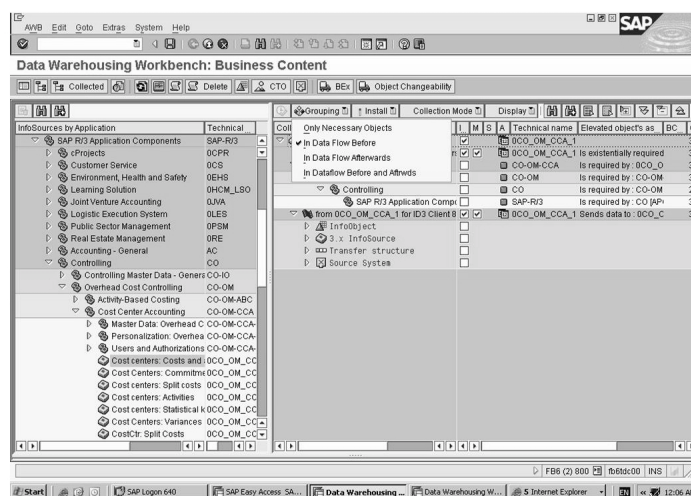 AWB Edit Goto Extras System Help
SAP
Data Warehousing Workbench: Business Content
Collected Delete CTO BEx Object Changeability
Grouping Install Collection Mode Display
InfoSources by Application Technical
I. M S A Technical name Elevated object's as BC
Only Necessary Objects
In Data Flow Before
In Data Flow Afterwards
In Dataflow Before and Aftrwds
SAP R/3 Application Components SAP-R/3
cProjects 0CPR
Customer Service 0CS
Environment, Health and Safety 0EHS
Learning Solution 0HCM_LSO
Joint Venture Accounting 0JVA
Logistic Execution System 0LES
Public Sector Management 0PSM
Real Estate Management 0RE
Accounting - General AC
Controlling CO
Controlling Master Data - Genera CO-IO
Overhead Cost Controlling CO-OM
Activity-Based Costing CO-OM-ABC
Cost Center Accounting CO-OM-CCA
Master Data: Overhead C CO-OM-CCA-
Personalization: Overhea CO-OM-CCA-
Users and Authorizations CO-OM-CCA-
Cost centers: Costs and 0CO_OM_CC
Cost Centers: Commitme 0CO_OM_CC
Cost centers: Split costs 0CO_OM_CC
Cost centers: Activities 0CO_OM_CC
Cost centers: Statistical k 0CO_OM_CC
Cost Centers: Variances 0CO_OM_CC
CostCtr: Split Costs 0CO_OM_CC
0CO_OM_CCA_1
0CO_OM_CCA_1 Is existentially required
CO-OM-CCA Is required by : 0CO_O
CO-OM Is required by : CO-OM
Controlling CO Is required by : CO-OM
SAP R/3 Application Compo SAP-R/3 Is required by : CO [AP
from 0CO_OM_CCA_1 for ID3 Client 8 0CO_OM_CCA_1 Sends data to : 0CO_O
InfoObject
3.x InfoSource
Transfer structure
Source System
FB6 (2) 800 fb6tdc00 INS
Start SAP Logon 640 SAP Easy Access SA... Data Warehousing ... Data Warehousing W... 5 Internet Explorer EN 12:06 A